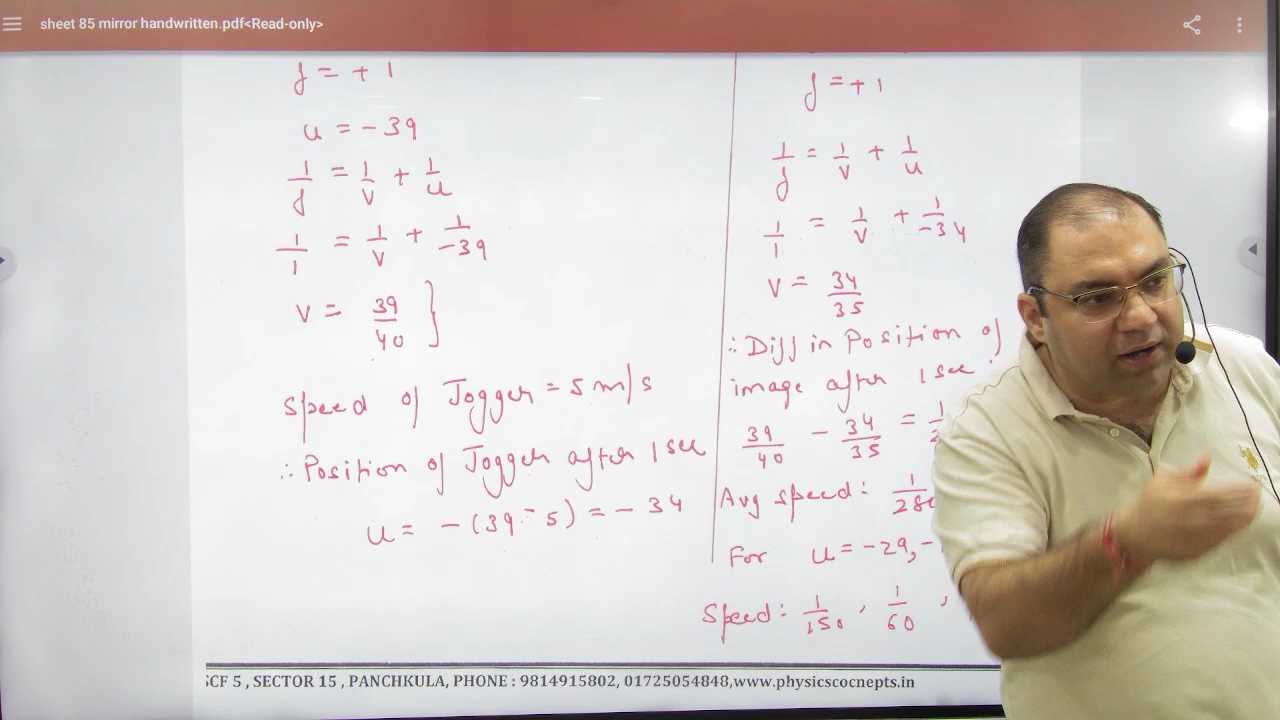 sheet 85 mirror handwritten.pdf<Read-only>
f = + 1
u = - 39
1/f = 1/v + 1/u
1/1 = 1/v + 1/-39
v = 39/40 }
Speed of Jogger = 5 m/s
∴ Position of Jogger after 1 sec
u = - (39 - 5) = - 34
f = + 1
1/f = 1/v + 1/u
1/1 = 1/v + 1/-34
v = 34/35
∴ Diff in Position of
image after 1 sec
39/40 - 34/35 =
Avg speed:
For u = -29, -
Speed: 1/150 , 1/60 ,
SCF 5 , SECTOR 15 , PANCHKULA, PHONE : 9814915802, 01725054848,www.physicscocnepts.in